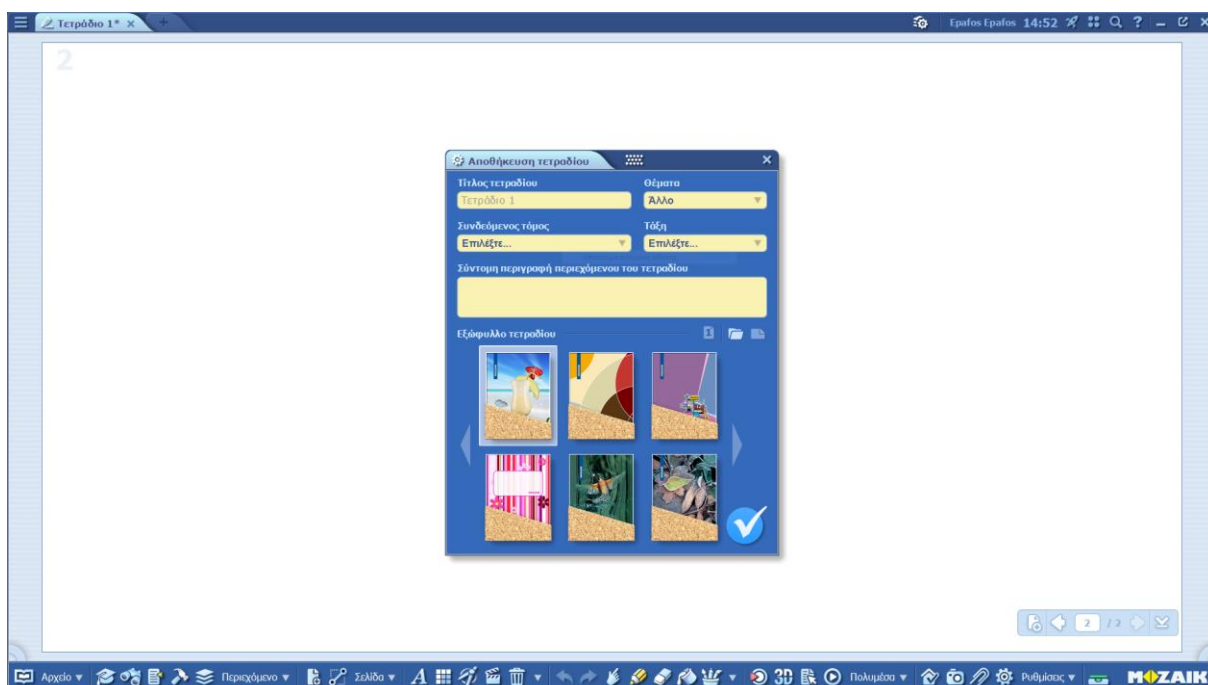 Τετράδιο 1*
Epafos Epafos 14:52
2
Αποθήκευση τετραδίου
Τίτλος τετραδίου Θέματα
Τετράδιο 1 Άλλο
Συνδεόμενος τόμος Τάξη
Επιλέξτε... Επιλέξτε...
Σύντομη περιγραφή περιεχόμενου του τετραδίου
Εξώφυλλο τετραδίου
2 / 2
Αρχείο Περιεχόμενο Σελίδα Πολυμέσα Ρυθμίσεις MOZAIK